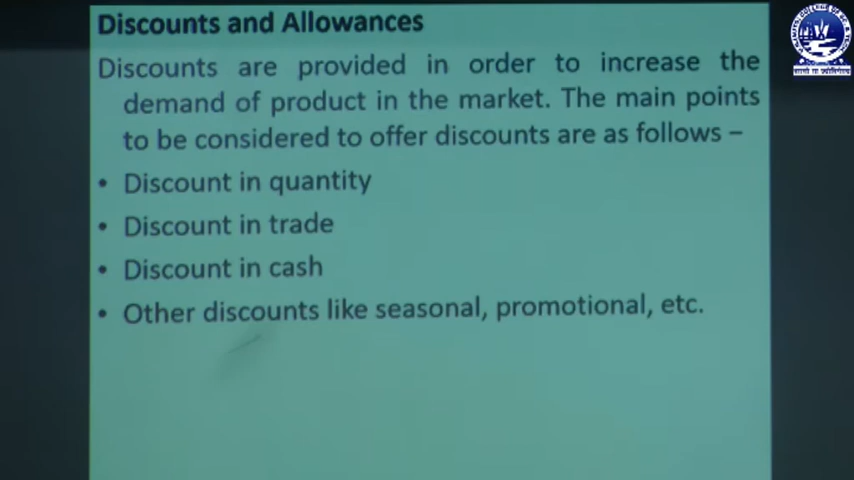 Discounts and Allowances
Discounts are provided in order to increase the
demand of product in the market. The main points
to be considered to offer discounts are as follows –
• Discount in quantity
• Discount in trade
• Discount in cash
• Other discounts like seasonal, promotional, etc.